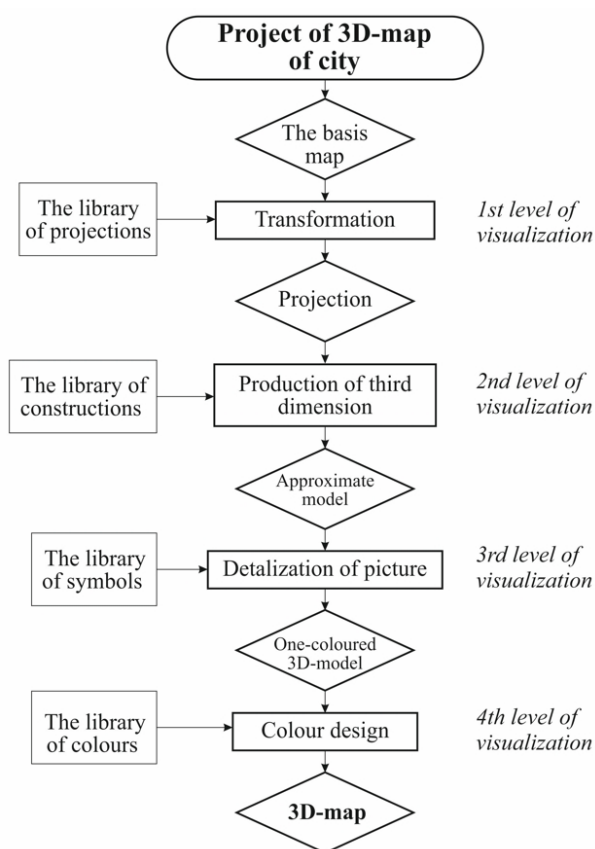 Project of 3D-map
of city
The basis
map
The library
of projections
Transformation
1st level of
visualization
Projection
The library of
constructions
Production of third
dimension
2nd level of
visualization
Approximate
model
The library
of symbols
Detalization of picture
3rd level of
visualization
One-coloured
3D-model
The library
of colours
Colour design
4th level of
visualization
3D-map